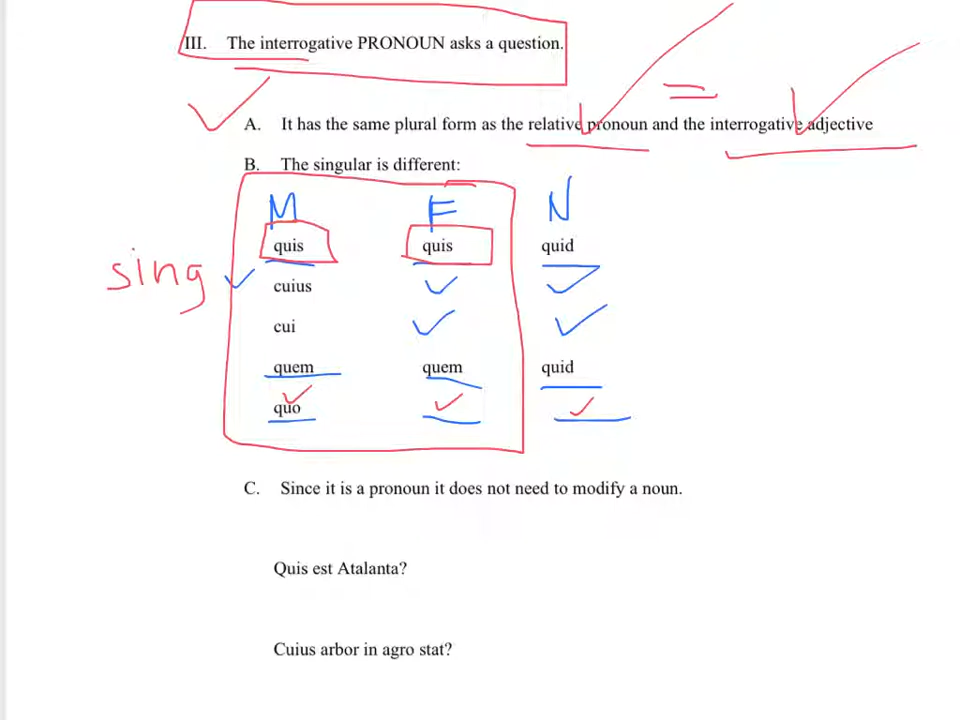 III. The interrogative PRONOUN asks a question.
A. It has the same plural form as the relative pronoun and the interrogative adjective
B. The singular is different:
M F N
quis quis quid
sing cuius
cui
quem quem quid
quo
C. Since it is a pronoun it does not need to modify a noun.
Quis est Atalanta?
Cuius arbor in agro stat?